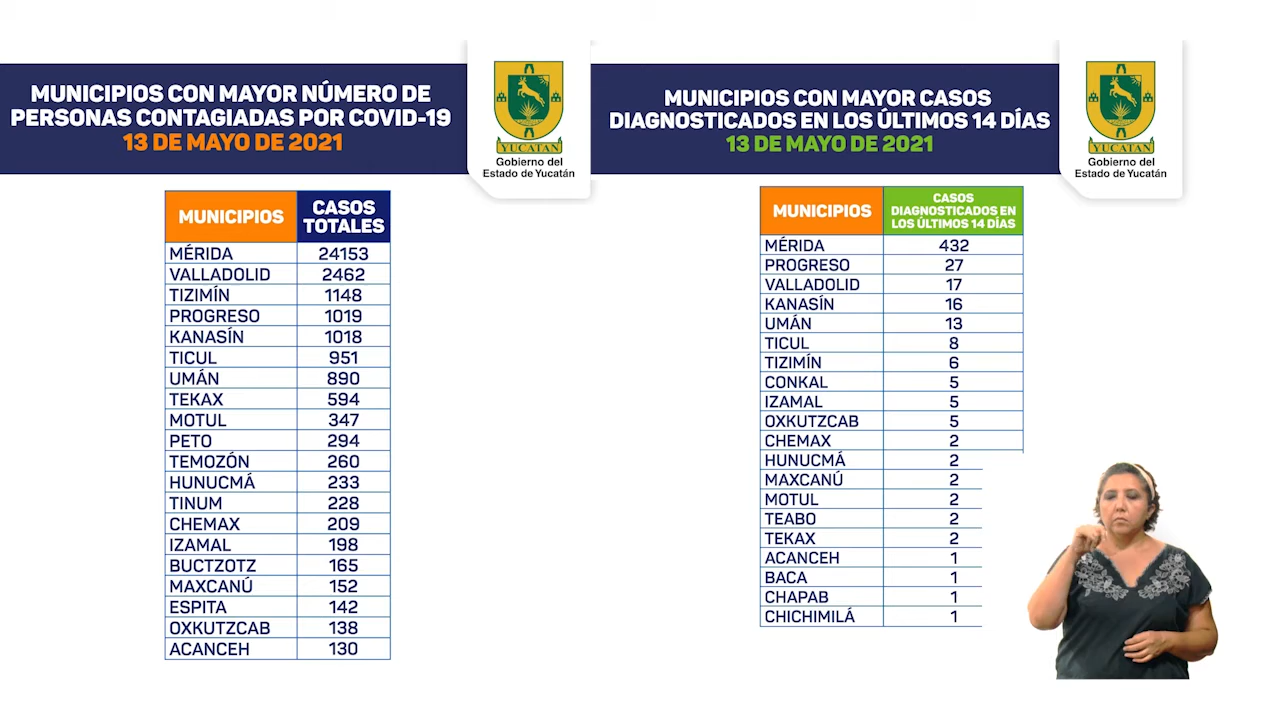 MUNICIPIOS CON MAYOR NÚMERO DE
PERSONAS CONTAGIADAS POR COVID-19
13 DE MAYO DE 2021
YUCATÁN
Gobierno del
Estado de Yucatán
MUNICIPIOS CASOS TOTALES
MÉRIDA 24153
VALLADOLID 2462
TIZIMÍN 1148
PROGRESO 1019
KANASÍN 1018
TICUL 951
UMÁN 890
TEKAX 594
MOTUL 347
PETO 294
TEMOZÓN 260
HUNUCMÁ 233
TINUM 228
CHEMAX 209
IZAMAL 198
BUCTZOTZ 165
MAXCANÚ 152
ESPITA 142
OXKUTZCAB 138
ACANCEH 130
MUNICIPIOS CON MAYOR CASOS
DIAGNOSTICADOS EN LOS ÚLTIMOS 14 DÍAS
13 DE MAYO DE 2021
YUCATÁN
Gobierno del
Estado de Yucatán
MUNICIPIOS CASOS DIAGNOSTICADOS EN LOS ÚLTIMOS 14 DÍAS
MÉRIDA 432
PROGRESO 27
VALLADOLID 17
KANASÍN 16
UMÁN 13
TICUL 8
TIZIMÍN 6
CONKAL 5
IZAMAL 5
OXKUTZCAB 5
CHEMAX 2
HUNUCMÁ 2
MAXCANÚ 2
MOTUL 2
TEABO 2
TEKAX 2
ACANCEH 1
BACA 1
CHAPAB 1
CHICHIMILÁ 1